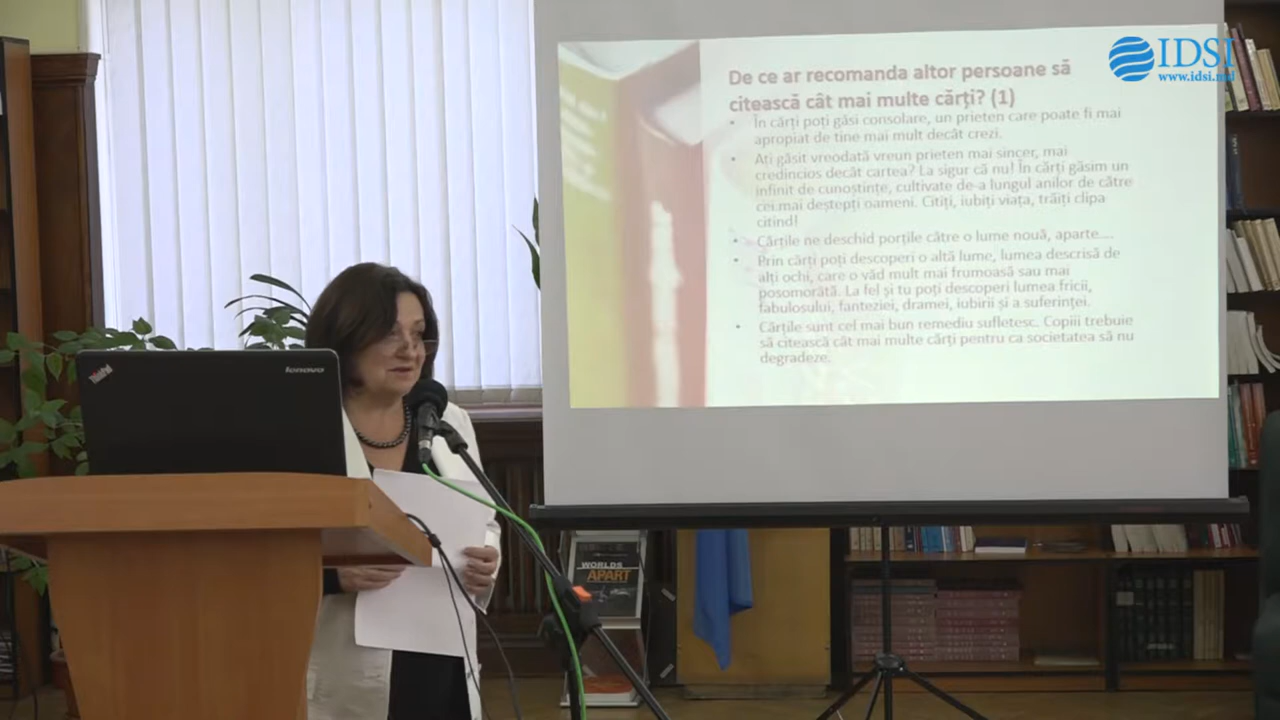 De ce ar recomanda altor persoane să
citească cât mai multe cărți? (1)
• În cărți poți găsi consolare, un prieten care poate fi mai
apropiat de tine mai mult decât crezi.
• Ați găsit vreodată vreun prieten mai sincer, mai
credincios decât cartea? La sigur că nu! În cărți găsim un
infinit de cunoștințe, cultivate de-a lungul anilor de către
cei mai deștepți oameni. Citiți, iubiți viața, trăiți clipa
citind!
• Cărțile ne deschid porțile către o lume nouă, aparte....
• Prin cărți poți descoperi o altă lume, lumea descrisă de
alți ochi, care o văd mult mai frumoasă sau mai
posomorâtă. La fel și tu poți descoperi lumea fricii,
fabulosului, fanteziei, dramei, iubirii și a suferinței.
• Cărțile sunt cel mai bun remediu sufletesc. Copiii trebuie
să citească cât mai multe cărți pentru ca societatea să nu
degradeze.
IDSI
www.idsi.md
ThinkPad
lenovo
WORLDS
APART